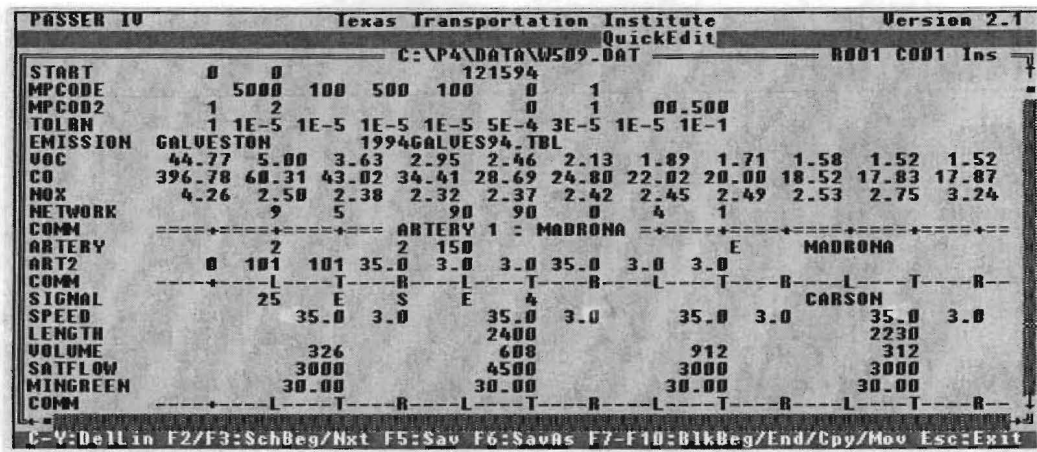 PASSER IV Texas Transportation Institute Version 2.1
QuickEdit
C:\P4\DATA\W509.DAT R001 C001 Ins
START 0 0 121594
MPCODE 5000 100 500 100 0 1
MPCOD2 1 2 0 1 00.500
TOLRN 1 1E-5 1E-5 1E-5 1E-5 5E-4 3E-5 1E-5 1E-1
EMISSION GALVESTON 1994GALVES94.TBL
VOC 44.77 5.00 3.63 2.95 2.46 2.13 1.89 1.71 1.58 1.52 1.52
CO 396.78 60.31 43.02 34.41 28.69 24.80 22.02 20.00 18.52 17.83 17.87
NOX 4.26 2.50 2.38 2.32 2.37 2.42 2.45 2.49 2.53 2.75 3.24
NETWORK 9 5 90 90 0 4 1
COMM ====+====+====+=== ARTERY 1 : MADRONA =+====+====+====+====+====+====+==
ARTERY 2 2 150 E MADRONA
ART2 0 101 101 35.0 3.0 3.0 35.0 3.0 3.0
COMM -----+----L----T----R----L----T----R----L----T----R----L----T----R--
SIGNAL 25 E S E 4 CARSON
SPEED 35.0 3.0 35.0 3.0 35.0 3.0 35.0 3.0
LENGTH 2400 2230
VOLUME 326 608 912 312
SATFLOW 3000 4500 3000 3000
MINGREEN 30.00 30.00 30.00 30.00
COMM -----+----L----T----R----L----T----R----L----T----R----L----T----R--
C-Y:DelLin F2/F3:SchBeg/Nxt F5:Sav F6:SavAs F7-F10:BlkBeg/End/Cpy/Mov Esc:Exit